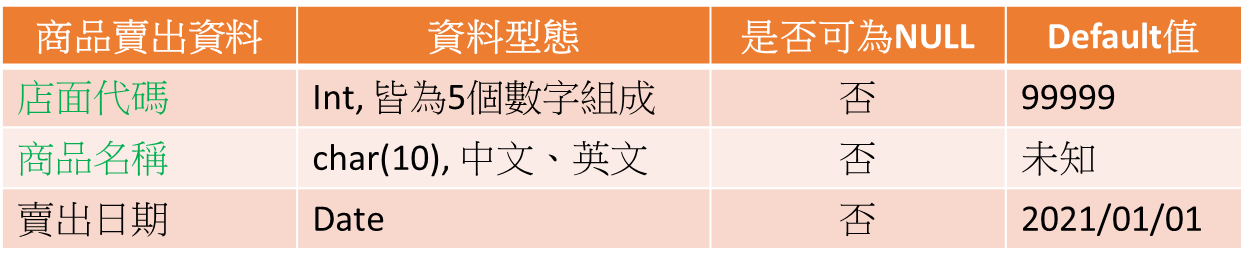 商品賣出資料 資料型態 是否可為NULL Default值
店面代碼 Int, 皆為5個數字組成 否 99999
商品名稱 char(10), 中文、英文 否 未知
賣出日期 Date 否 2021/01/01